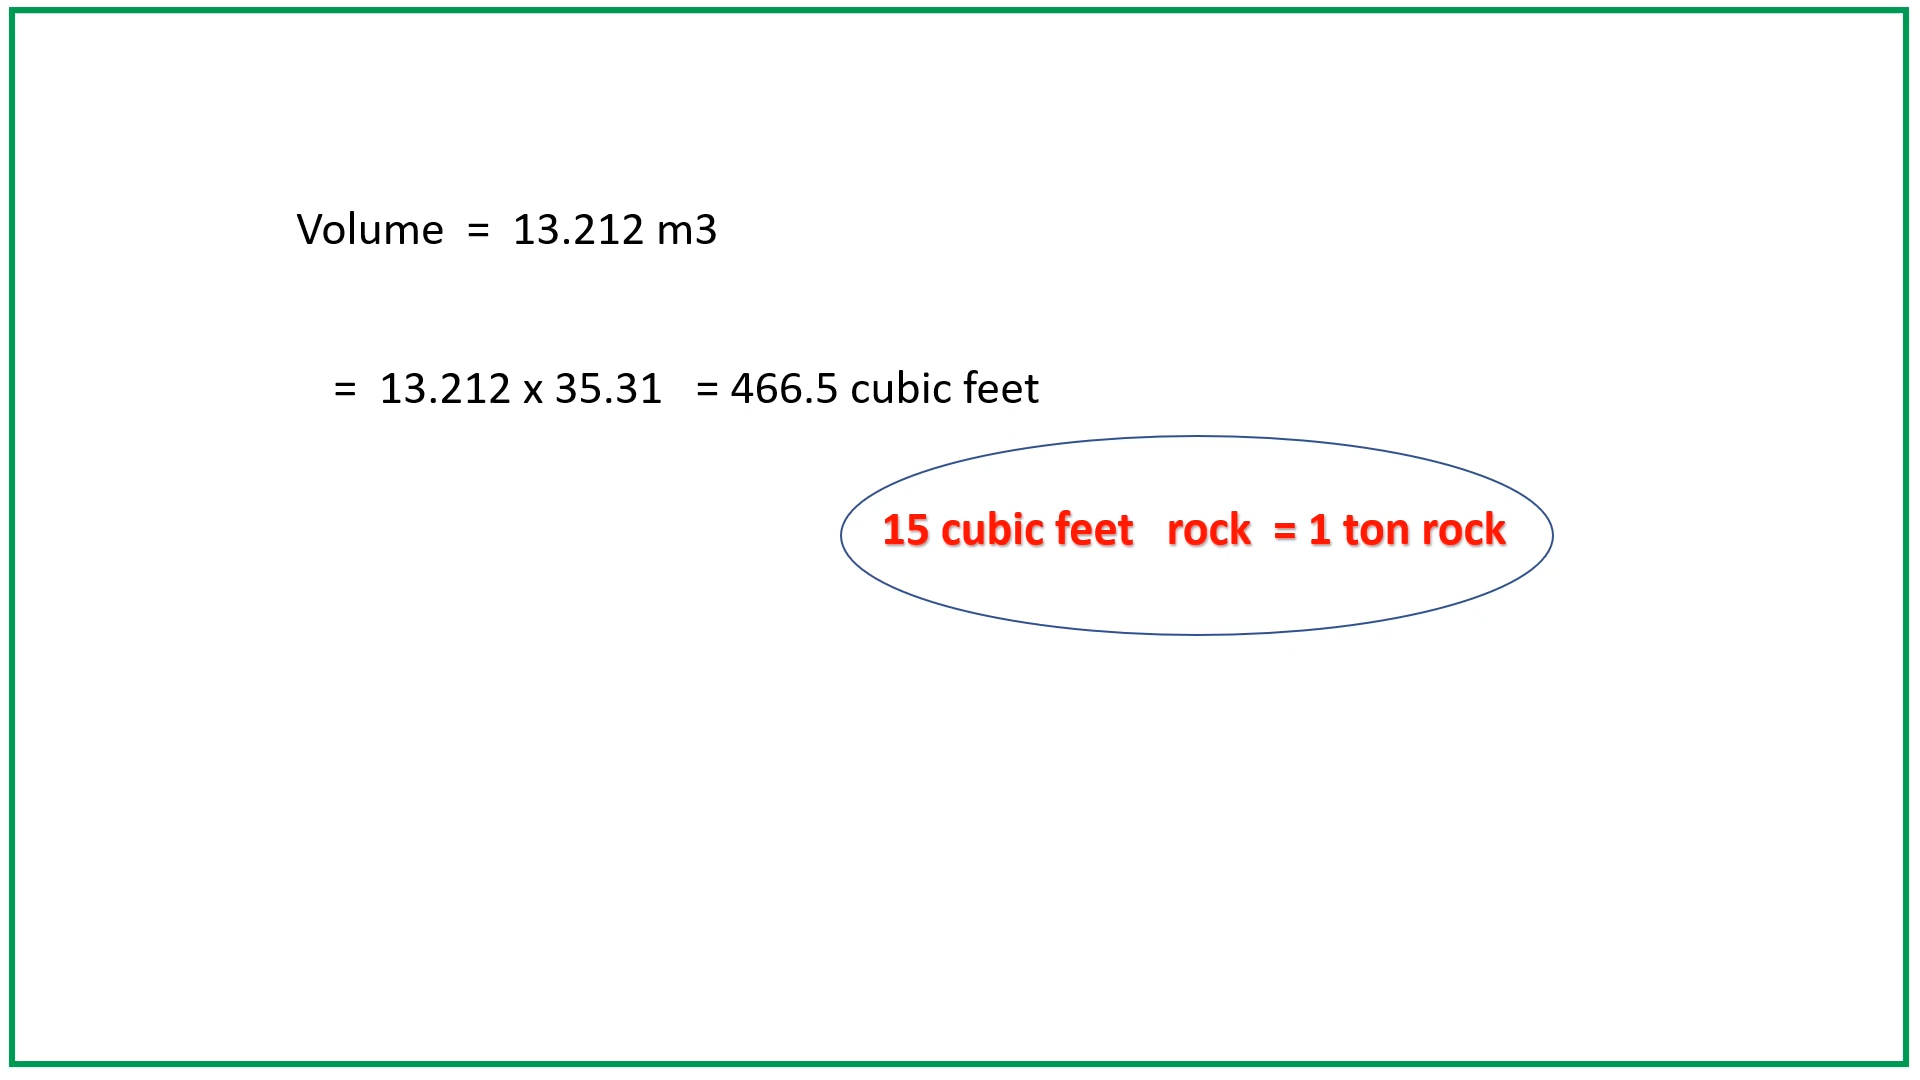 Volume = 13.212 m3
= 13.212 x 35.31 = 466.5 cubic feet
15 cubic feet rock = 1 ton rock